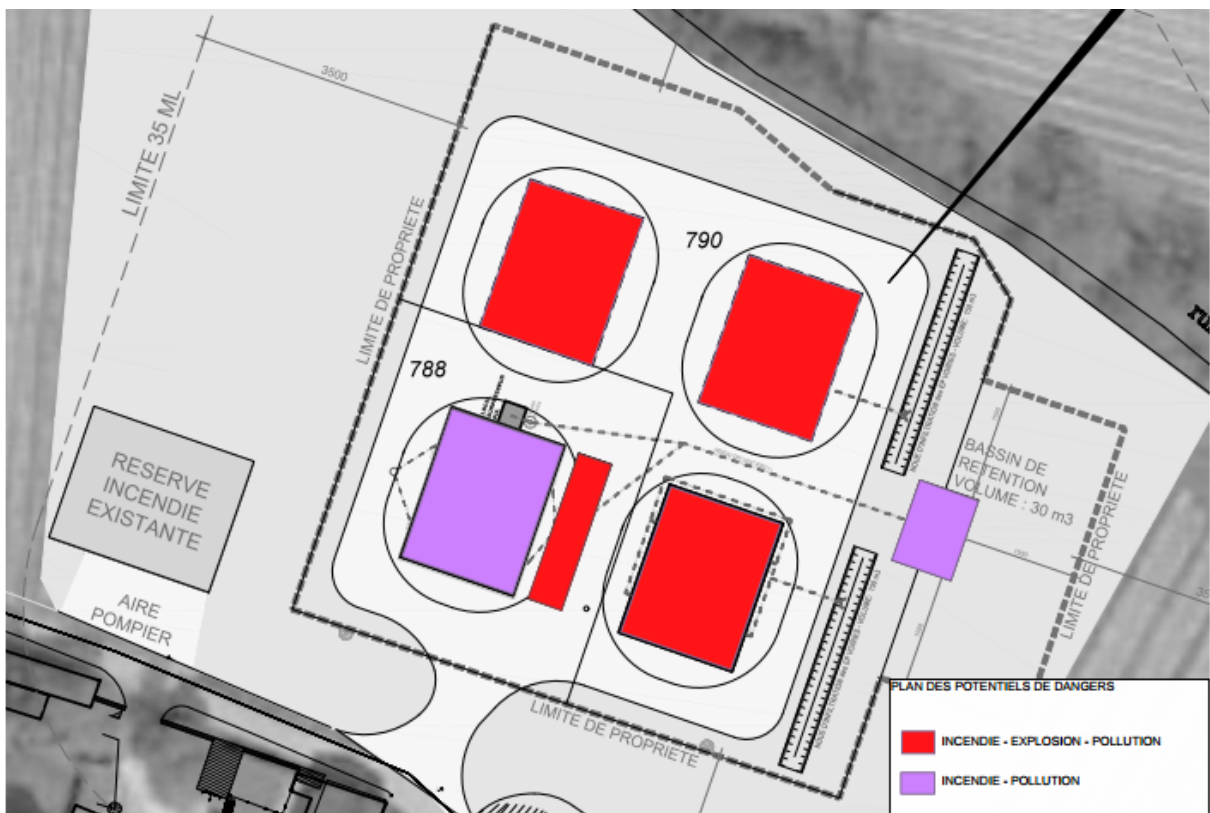 3500
LIMITE 35 ML
LIMITE DE PROPRIETE
790
788
RESERVE
INCENDIE
EXISTANTE
AIRE
POMPIER
BASSIN DE
RETENTION
VOLUME : 30 m3
LIMITE DE PROPRIETE
LIMITE DE PROPRIETE
PLAN DES POTENTIELS DE DANGERS
INCENDIE - EXPLOSION - POLLUTION
INCENDIE - POLLUTION